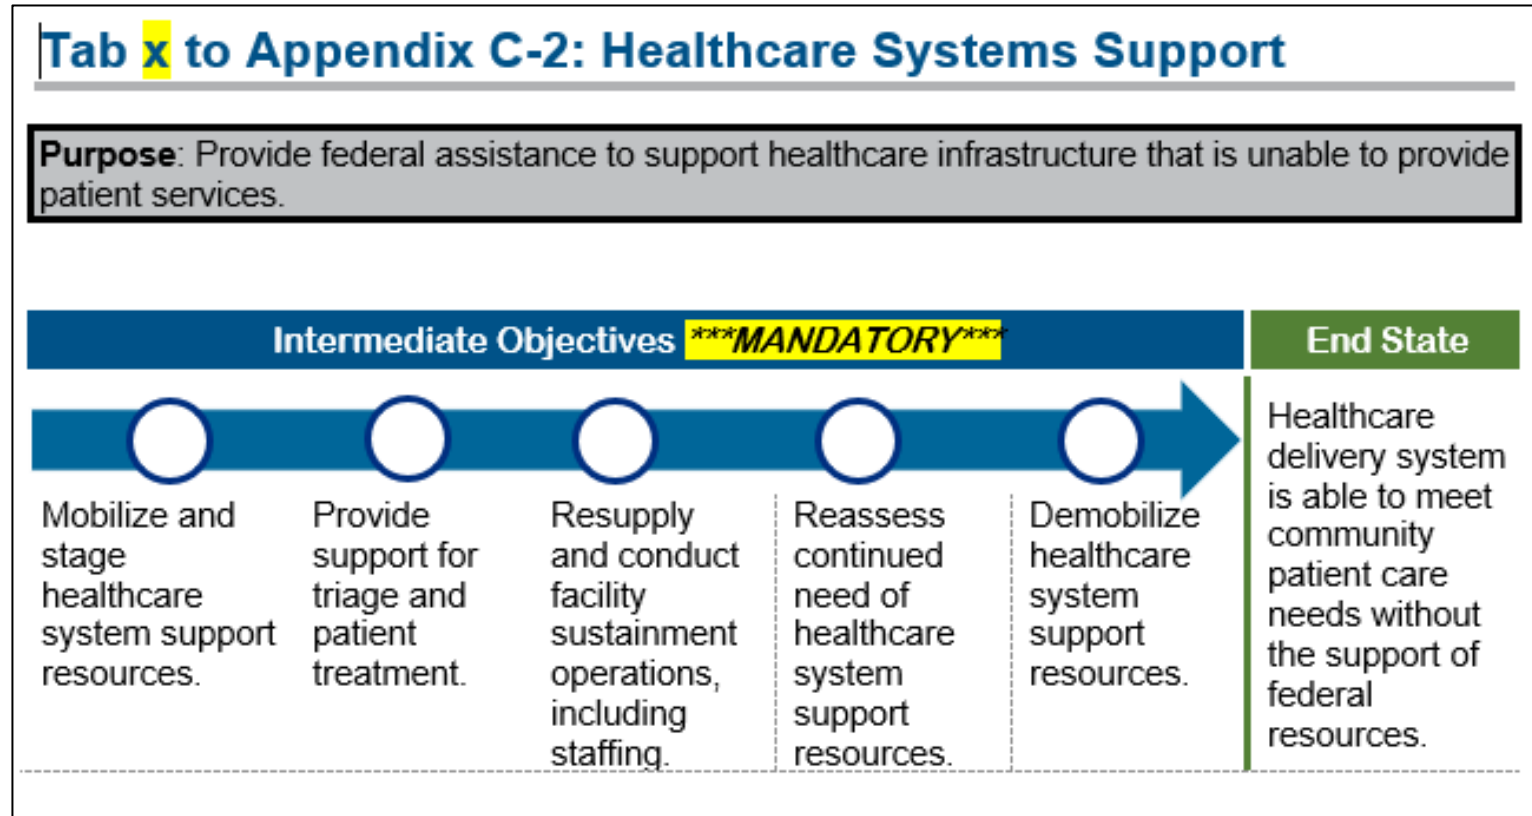 Tab x to Appendix C-2: Healthcare Systems Support
Purpose: Provide federal assistance to support healthcare infrastructure that is unable to provide
patient services.
Intermediate Objectives ***MANDATORY***
End State
Mobilize and
stage
healthcare
system support
resources.
Provide
support for
triage and
patient
treatment.
Resupply
and conduct
facility
sustainment
operations,
including
staffing.
Reassess
continued
need of
healthcare
system
support
resources.
Demobilize
healthcare
system
support
resources.
Healthcare
delivery system
is able to meet
community
patient care
needs without
the support of
federal
resources.